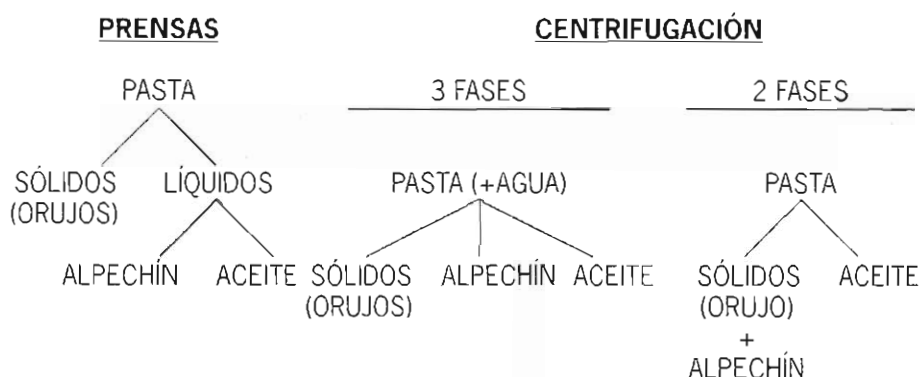 PRENSAS
CENTRIFUGACIÓN
PASTA
3 FASES
2 FASES
SÓLIDOS
(ORUJOS)
LÍQUIDOS
PASTA (+AGUA)
PASTA
ALPECHÍN
ACEITE
SÓLIDOS
(ORUJOS)
ALPECHÍN
ACEITE
SÓLIDOS
(ORUJO)
+
ALPECHÍN
ACEITE